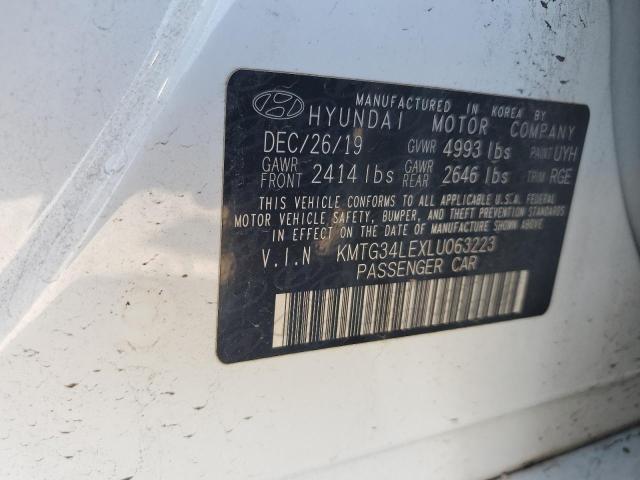 MANUFACTURED IN KOREA BY
HYUNDAI MOTOR COMPANY
DEC/26/19 GVWR 4993 lbs PAINT UYH
GAWR FRONT 2414 lbs GAWR REAR 2646 lbs TRIM RGE
THIS VEHICLE CONFORMS TO ALL APPLICABLE U.S.A. FEDERAL
MOTOR VEHICLE SAFETY, BUMPER, AND THEFT PREVENTION STANDARDS
IN EFFECT ON THE DATE OF MANUFACTURE SHOWN ABOVE.
V.I.N KMTG34LEXLU063223
PASSENGER CAR